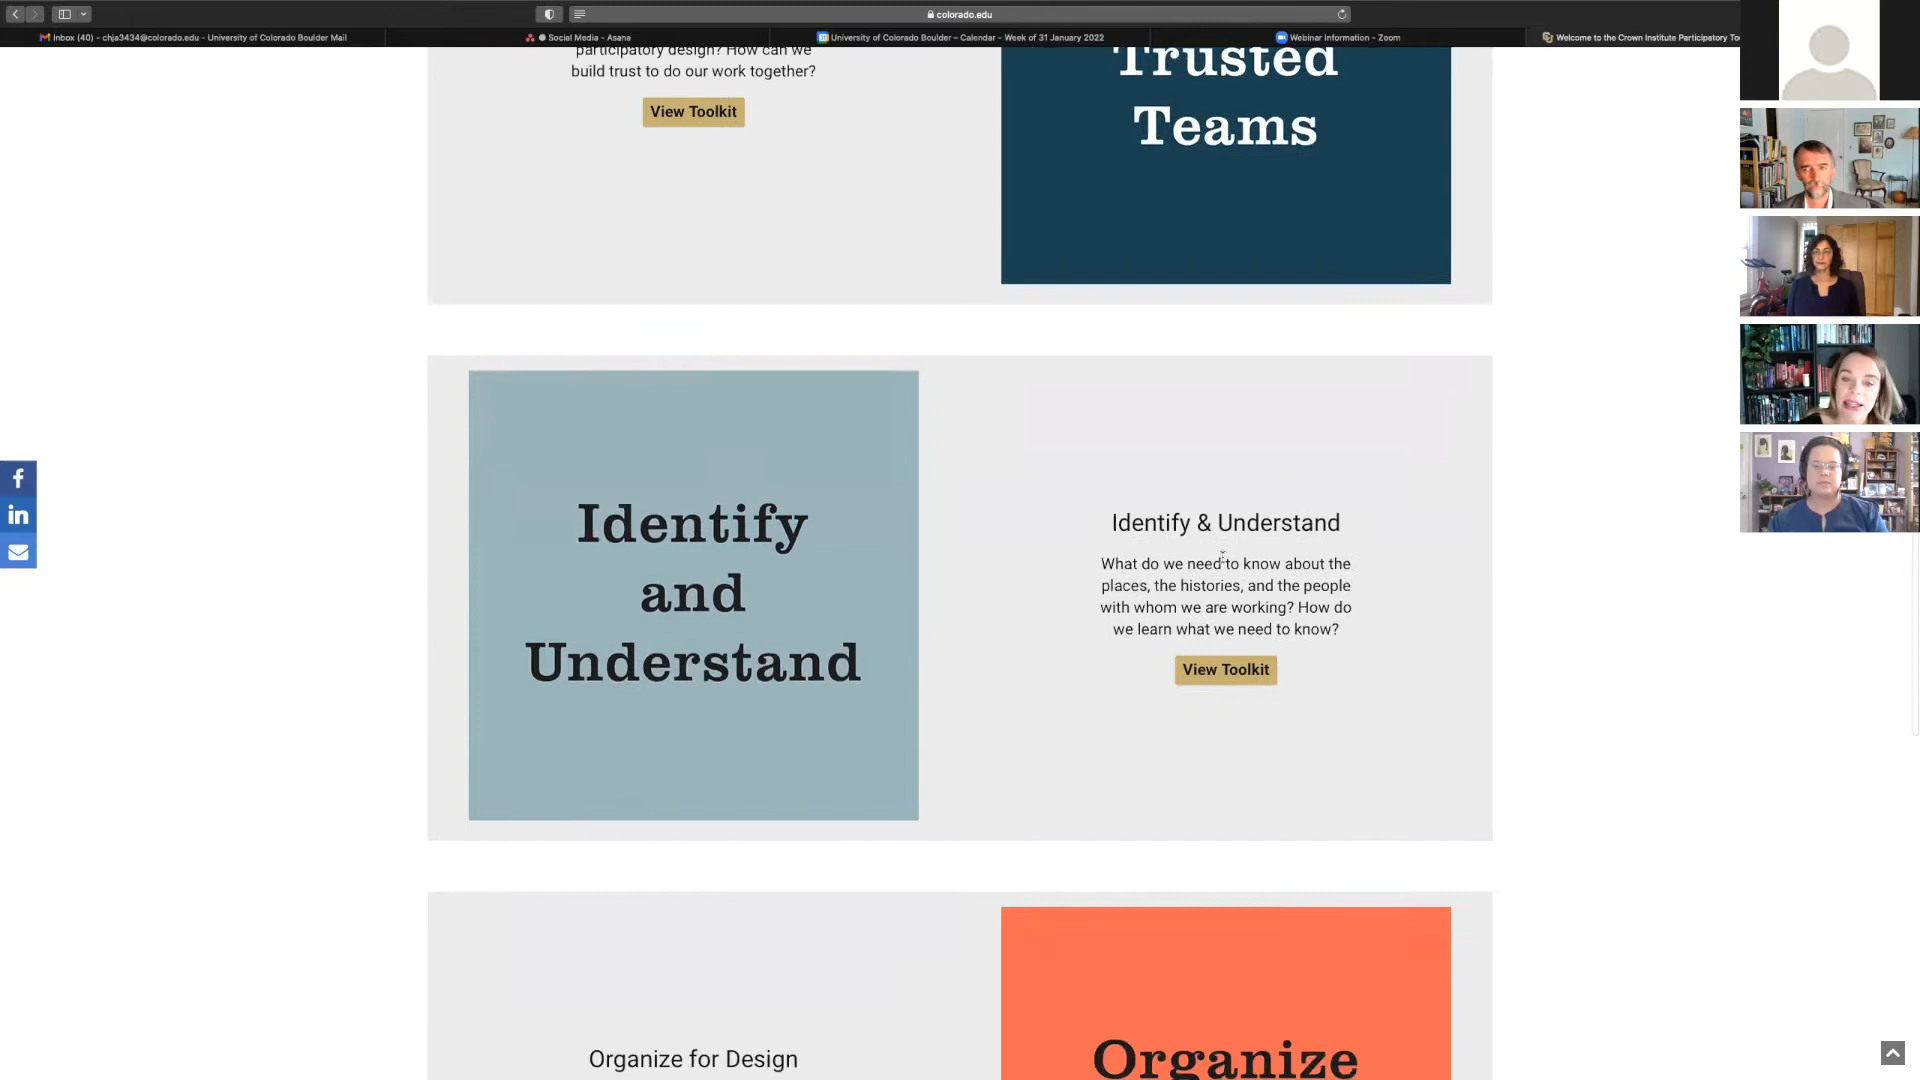 colorado.edu
Inbox (40) - chja3434@colorado.edu - University of Colorado Boulder Mail
Social Media - Asana
University of Colorado Boulder – Calendar - Week of 31 January 2022
Webinar Information - Zoom
Welcome to the Crown Institute Participatory To
participatory design? How can we
build trust to do our work together?
View Toolkit
Trusted
Teams
Identify
and
Understand
Identify & Understand
What do we need to know about the
places, the histories, and the people
with whom we are working? How do
we learn what we need to know?
View Toolkit
Organize for Design
Organize
f
in